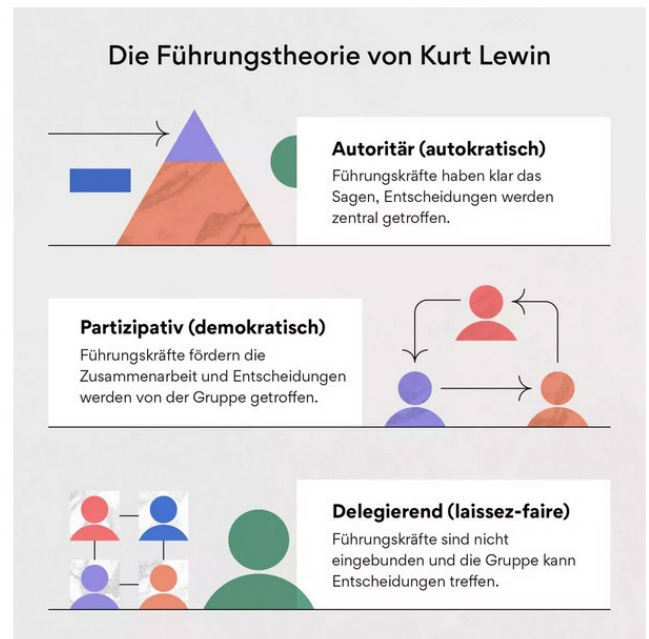 Die Führungstheorie von Kurt Lewin
Autoritär (autokratisch)
Führungskräfte haben klar das
Sagen, Entscheidungen werden
zentral getroffen.
Partizipativ (demokratisch)
Führungskräfte fördern die
Zusammenarbeit und Entscheidungen
werden von der Gruppe getroffen.
Delegierend (laissez-faire)
Führungskräfte sind nicht
eingebunden und die Gruppe kann
Entscheidungen treffen.